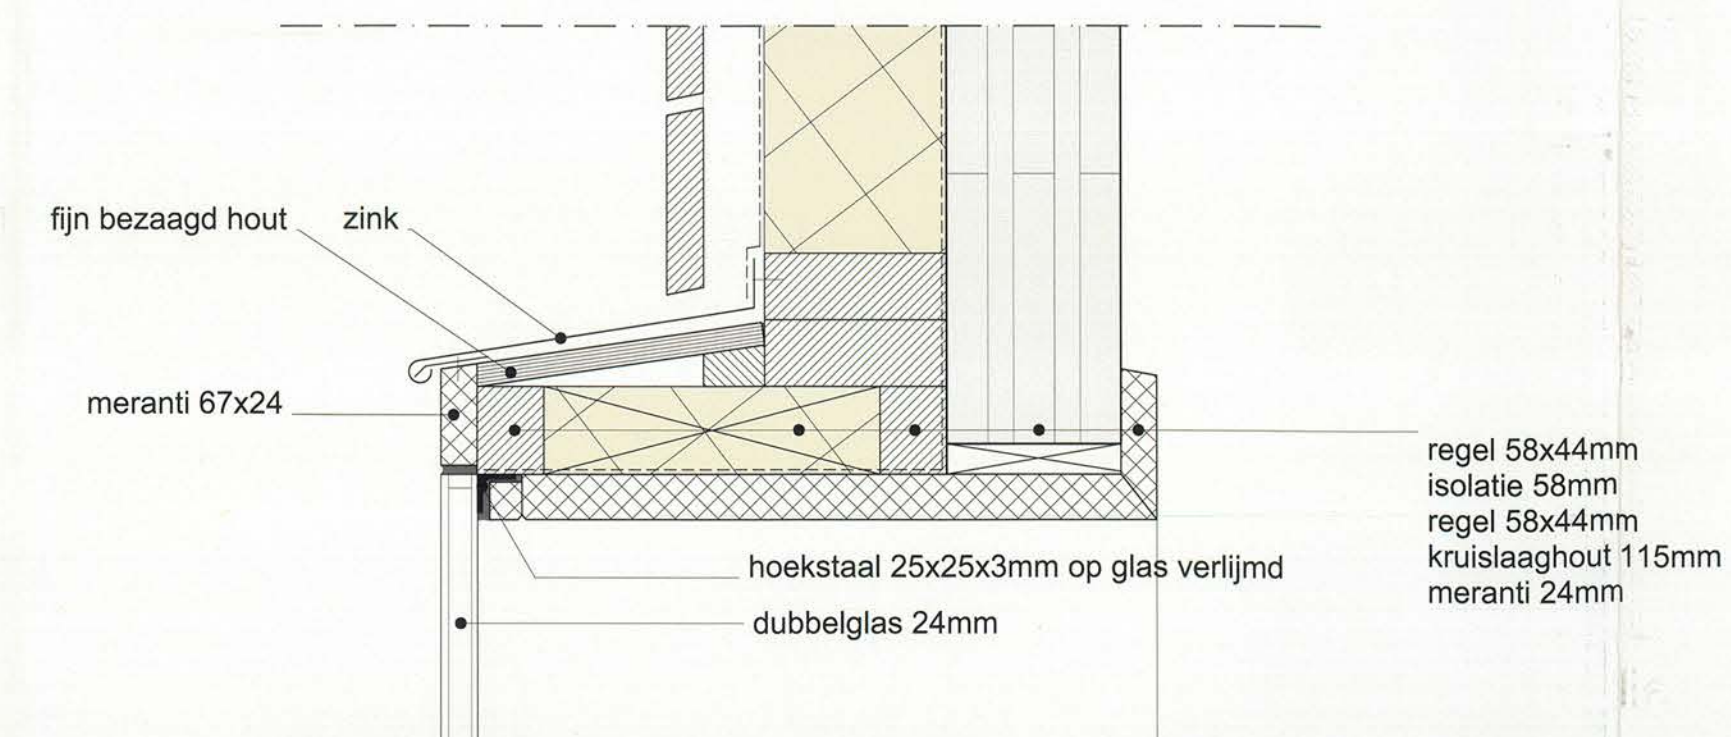 fijn bezaagd hout
zink
meranti 67x24
regel 58x44mm
isolatie 58mm
regel 58x44mm
kruislaaghout 115mm
meranti 24mm
hoekstaal 25x25x3mm op glas verlijmd
dubbelglas 24mm